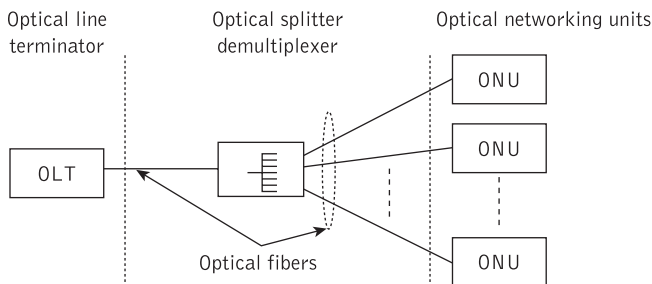 Optical line
terminator
Optical splitter
demultiplexer
Optical networking units
ONU
ONU
OLT
Optical fibers
ONU